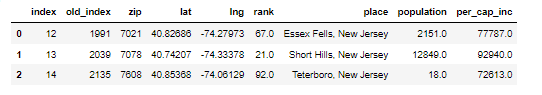 index old_index zip lat lng rank place population per_cap_inc
0 12 1991 7021 40.82686 -74.27973 67.0 Essex Fells, New Jersey 2151.0 77787.0
1 13 2039 7078 40.74207 -74.33378 21.0 Short Hills, New Jersey 12849.0 92940.0
2 14 2135 7608 40.85368 -74.06129 92.0 Teterboro, New Jersey 18.0 72613.0